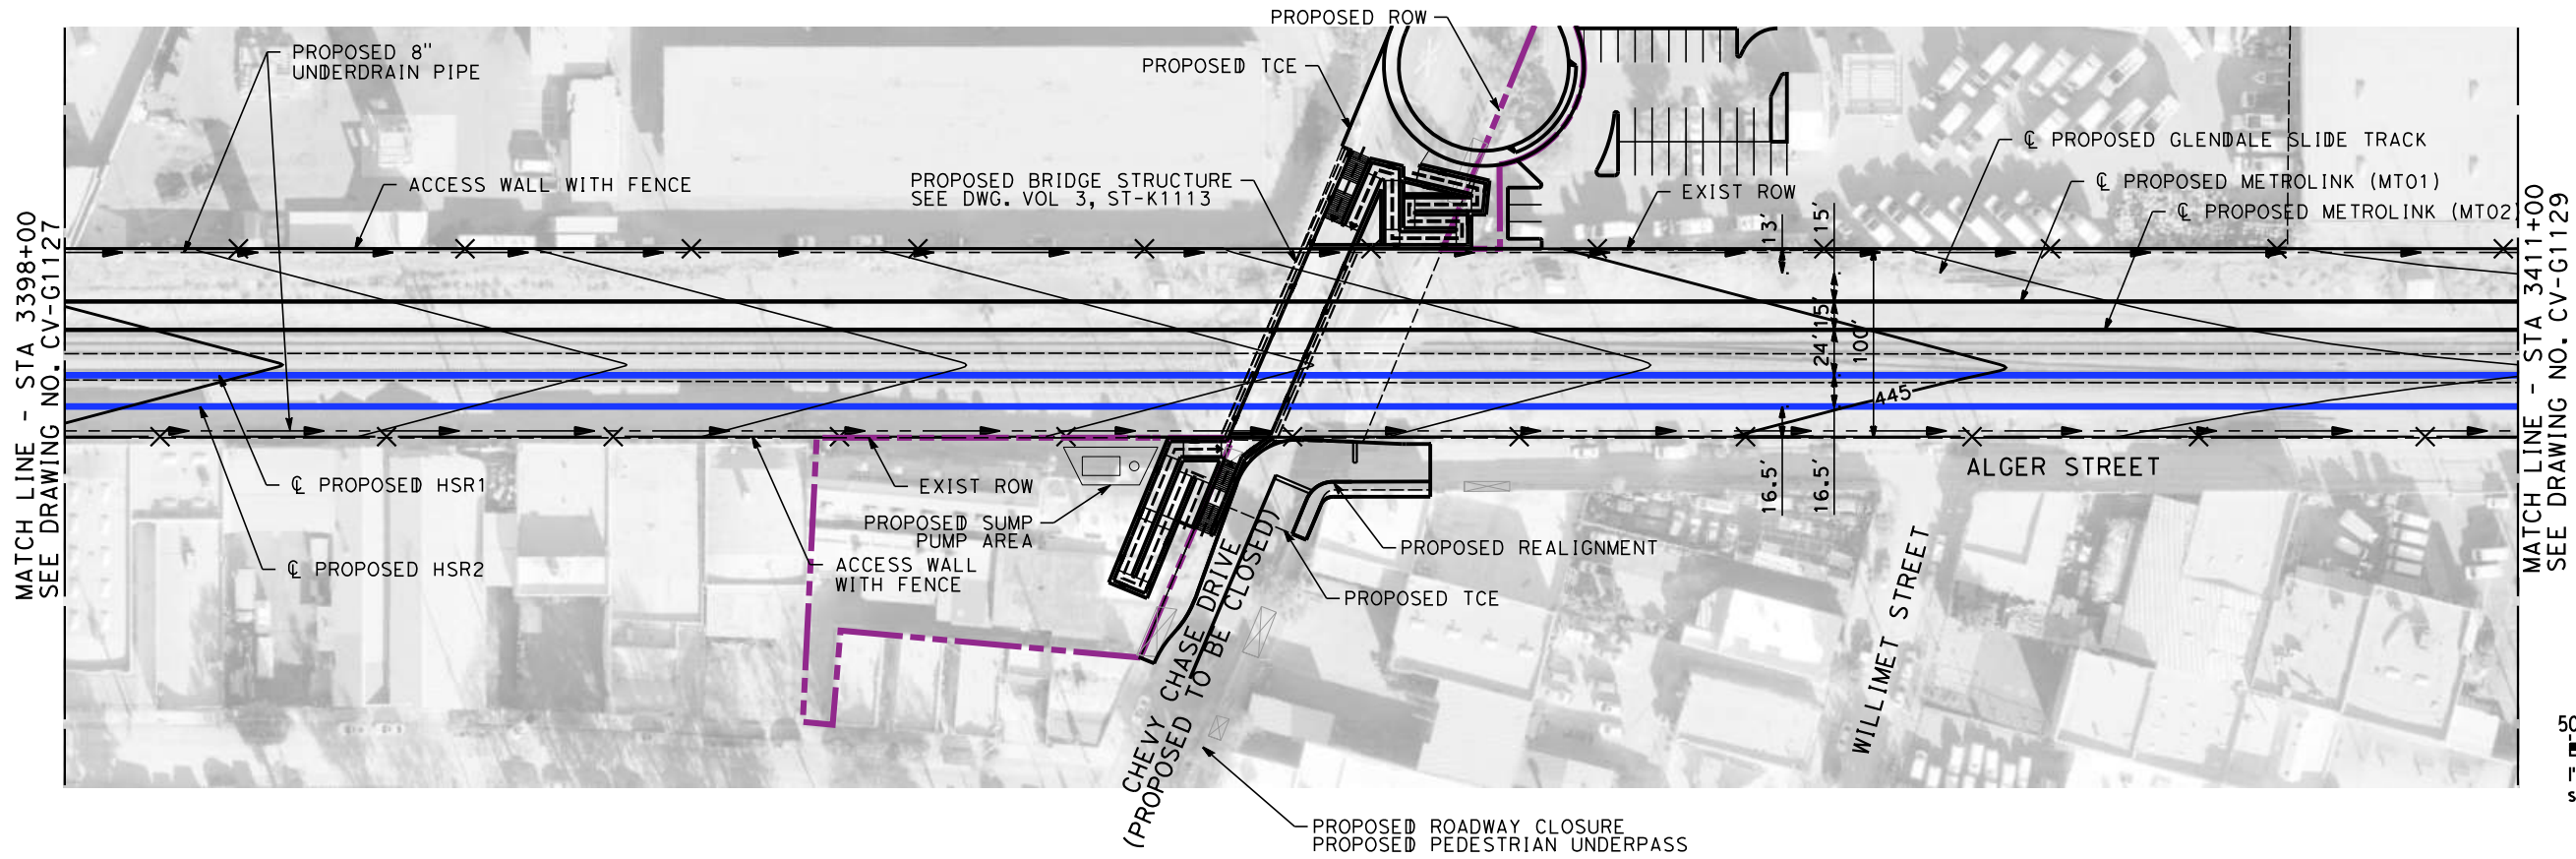 PROPOSED ROW
PROPOSED 8"
UNDERDRAIN PIPE
PROPOSED TCE
℄ PROPOSED GLENDALE SLIDE TRACK
ACCESS WALL WITH FENCE
PROPOSED BRIDGE STRUCTURE
SEE DWG. VOL 3, ST-K1113
EXIST ROW
℄ PROPOSED METROLINK (MT01)
℄ PROPOSED METROLINK (MT02)
13'
15'
15'
24'
100'
445
16.5'
16.5'
MATCH LINE - STA 3398+00
SEE DRAWING NO. CV-G1127
MATCH LINE - STA 3411+00
SEE DRAWING NO. CV-G1129
ALGER STREET
℄ PROPOSED HSR1
EXIST ROW
PROPOSED SUMP
PUMP AREA
PROPOSED REALIGNMENT
℄ PROPOSED HSR2
ACCESS WALL
WITH FENCE
PROPOSED TCE
CHEVY CHASE DRIVE
(PROPOSED TO BE CLOSED)
WILLIMET STREET
50
PROPOSED ROADWAY CLOSURE
PROPOSED PEDESTRIAN UNDERPASS